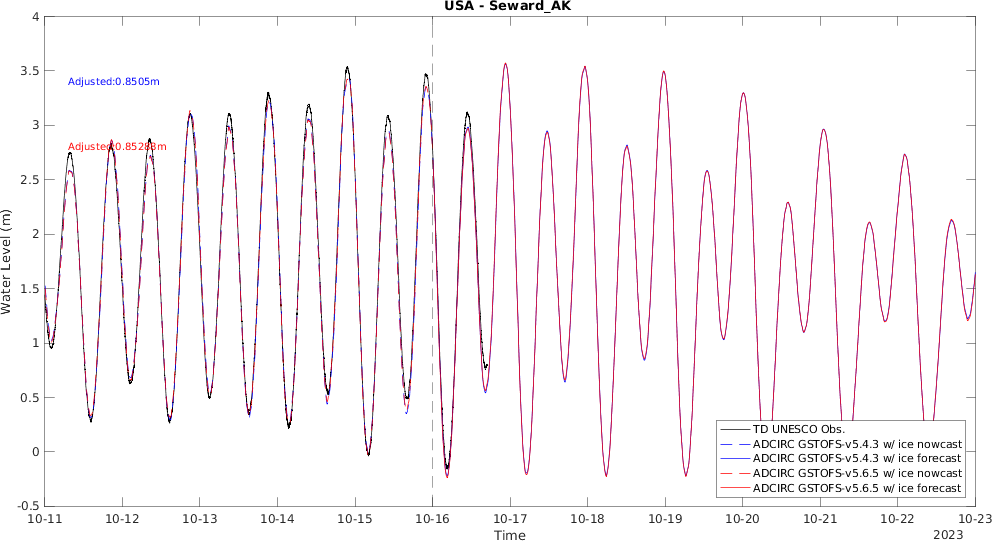 USA - Seward_AK
4
3.5
3
2.5
2
1.5
1
0.5
0
-0.5
Water Level (m)
Adjusted:0.8505m
TD UNESCO Obs.
ADCIRC GSTOFS-v5.4.3 w/ ice nowcast
ADCIRC GSTOFS-v5.4.3 w/ ice forecast
ADCIRC GSTOFS-v5.6.5 w/ ice nowcast
ADCIRC GSTOFS-v5.6.5 w/ ice forecast
10-11 10-12 10-13 10-14 10-15 10-16 10-17 10-18 10-19 10-20 10-21 10-22 10-23
Time
2023